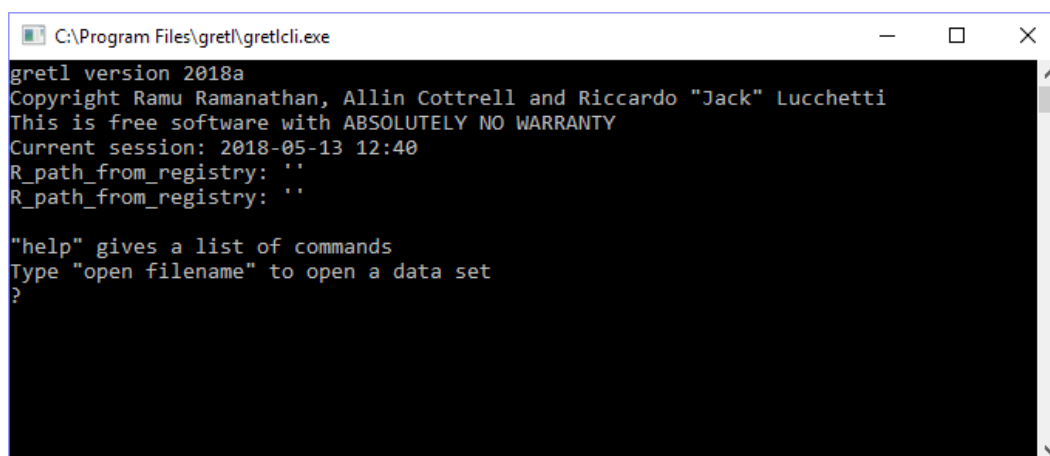 C:\Program Files\gretl\gretlcli.exe
gretl version 2018a
Copyright Ramu Ramanathan, Allin Cottrell and Riccardo "Jack" Lucchetti
This is free software with ABSOLUTELY NO WARRANTY
Current session: 2018-05-13 12:40
R_path_from_registry: ''
R_path_from_registry: ''
"help" gives a list of commands
Type "open filename" to open a data set
?